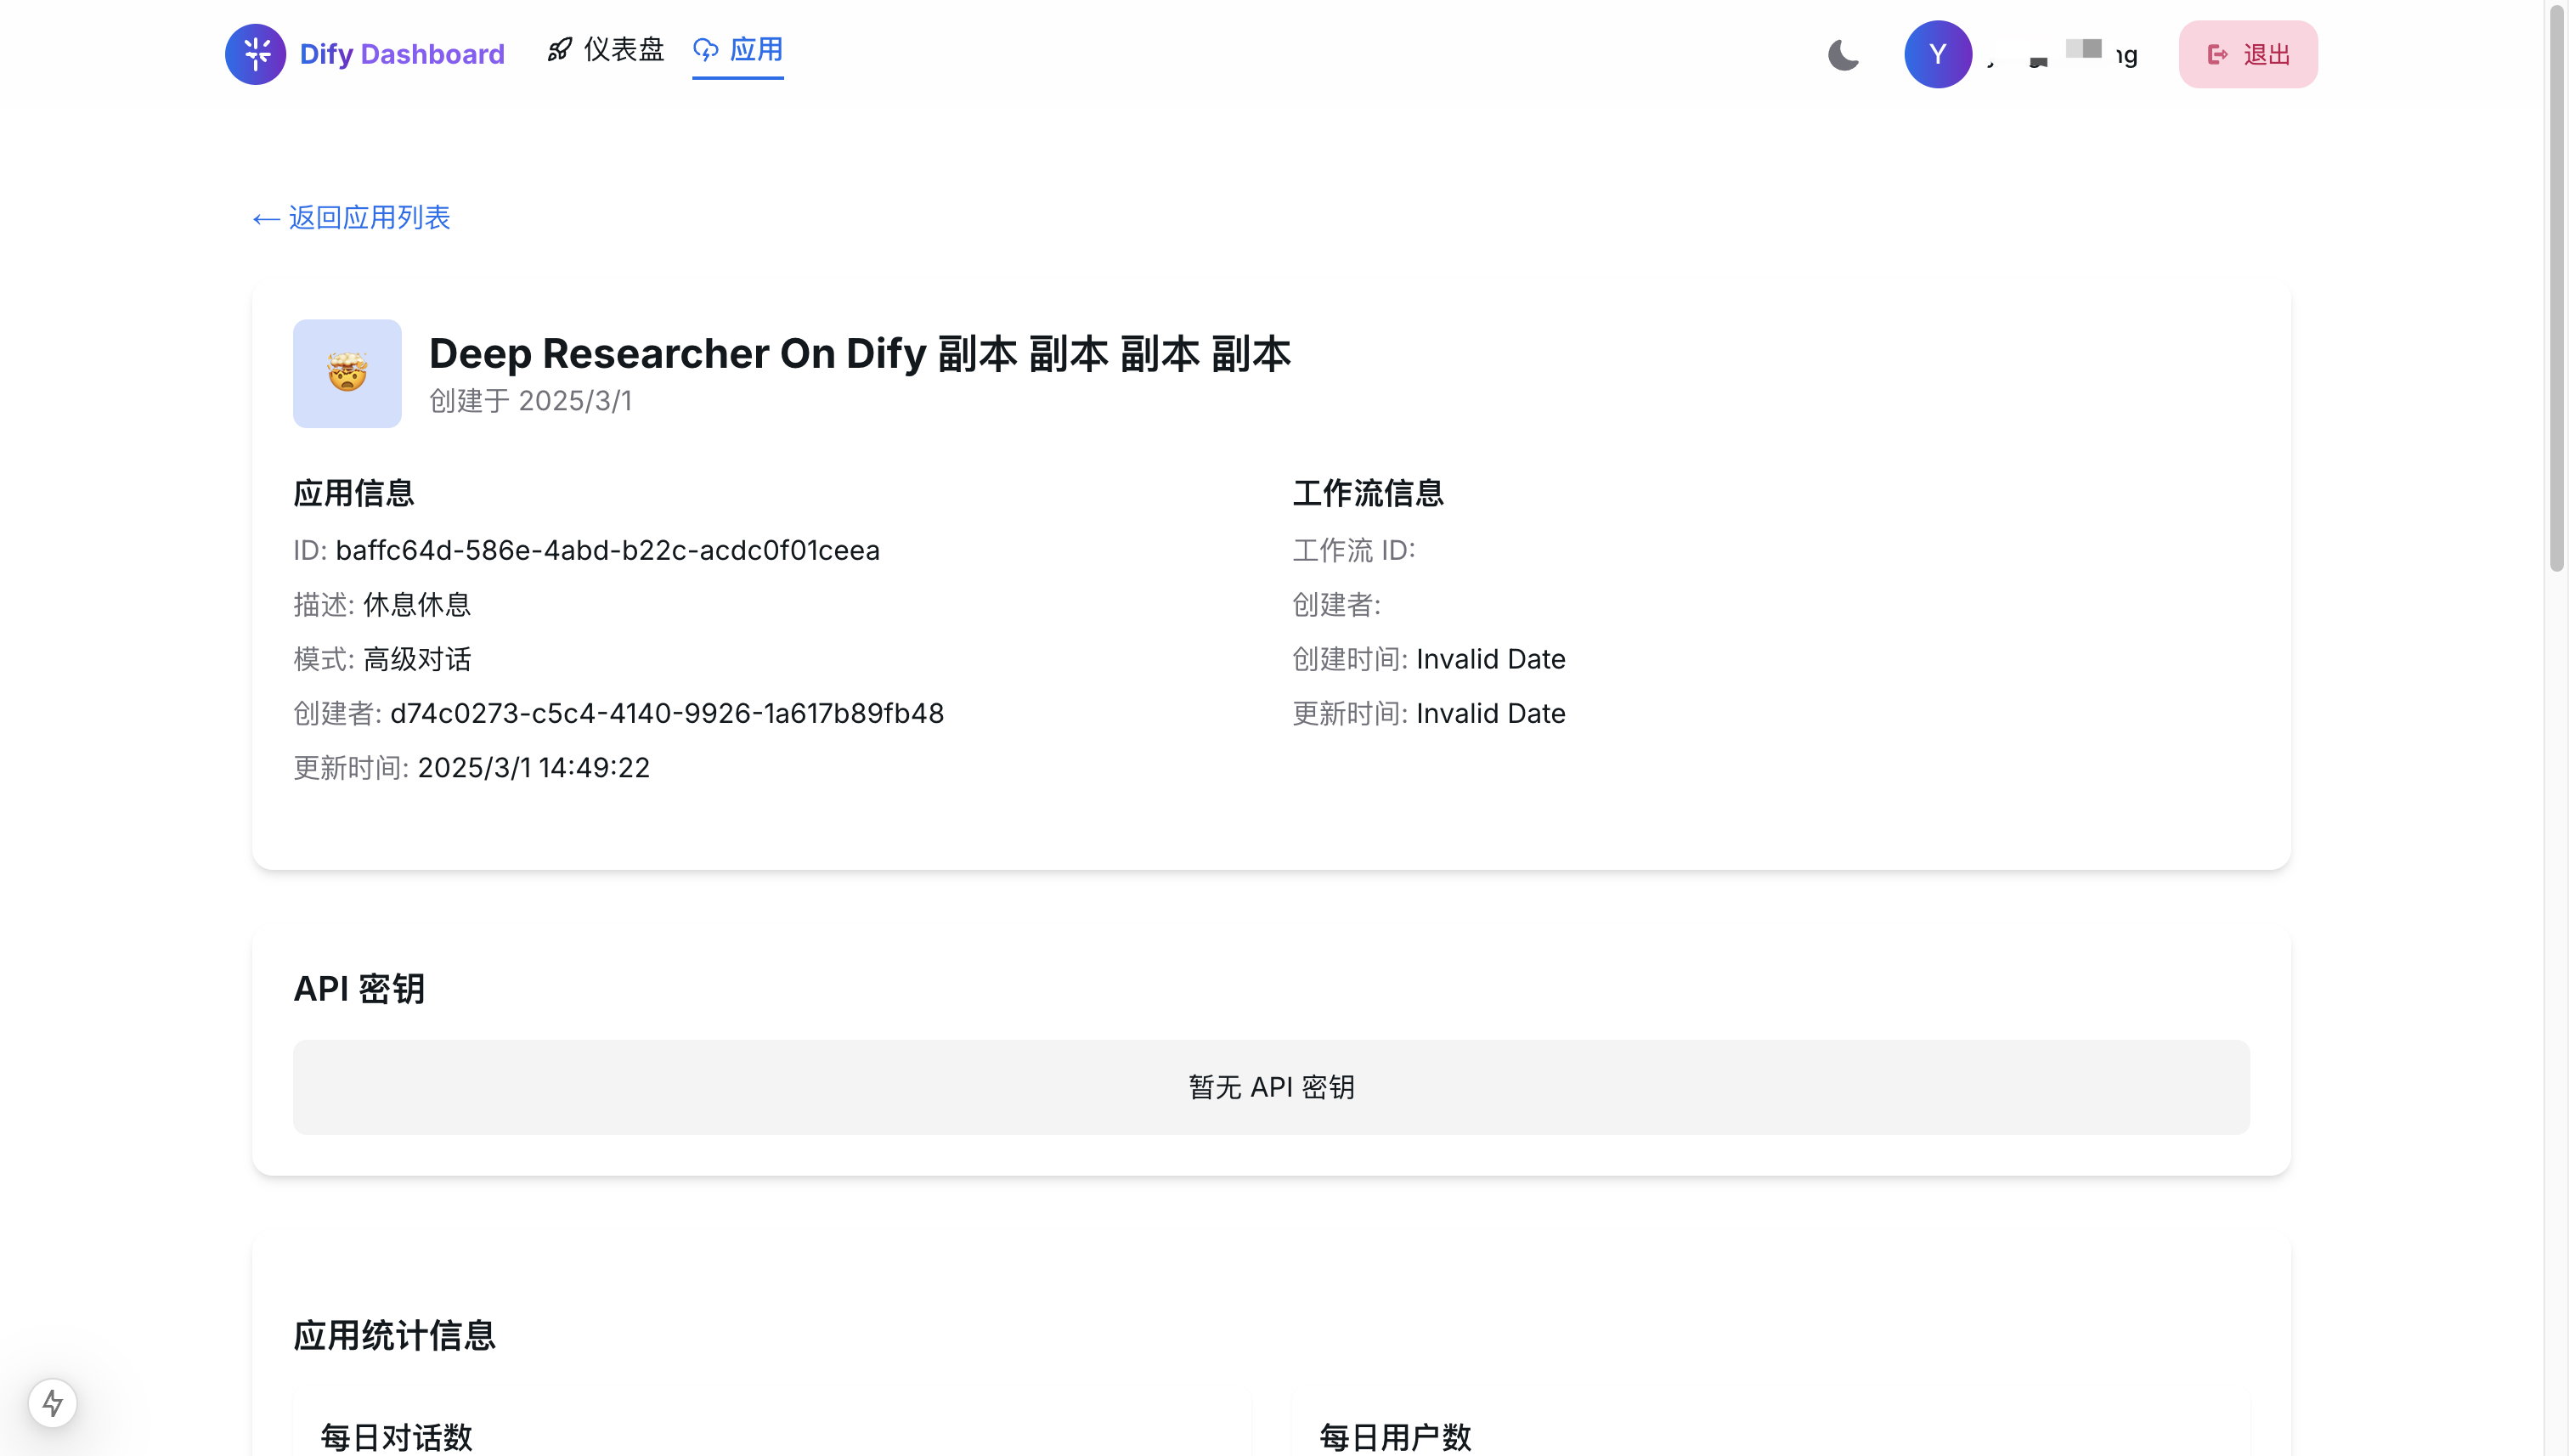 Dify Dashboard 仪表盘 应用 Y 退出
← 返回应用列表
Deep Researcher On Dify 副本 副本 副本 副本
创建于 2025/3/1
应用信息
ID: baffc64d-586e-4abd-b22c-acdc0f01ceea
描述: 休息休息
模式: 高级对话
创建者: d74c0273-c5c4-4140-9926-1a617b89fb48
更新时间: 2025/3/1 14:49:22
工作流信息
工作流 ID:
创建者:
创建时间: Invalid Date
更新时间: Invalid Date
API 密钥
暂无 API 密钥
应用统计信息
每日对话数
每日用户数